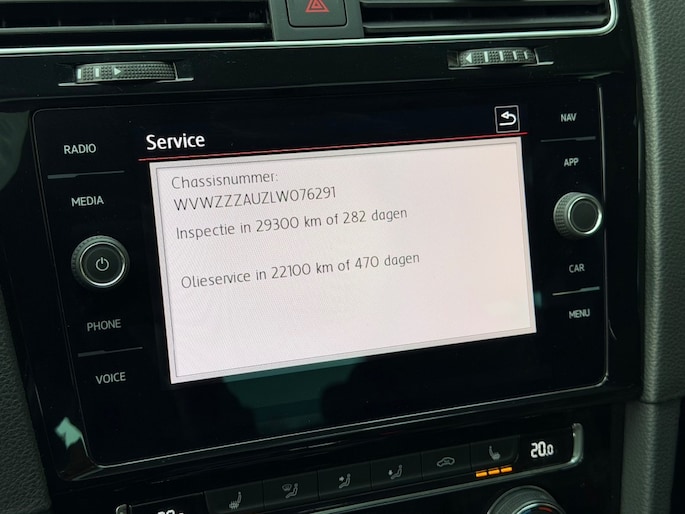 RADIO
MEDIA
PHONE
VOICE
Service
Chassisnummer:
WVWZZZAUZLW076291
Inspectie in 29300 km of 282 dagen
Olieservice in 22100 km of 470 dagen
NAV
APP
CAR
MENU
20.0